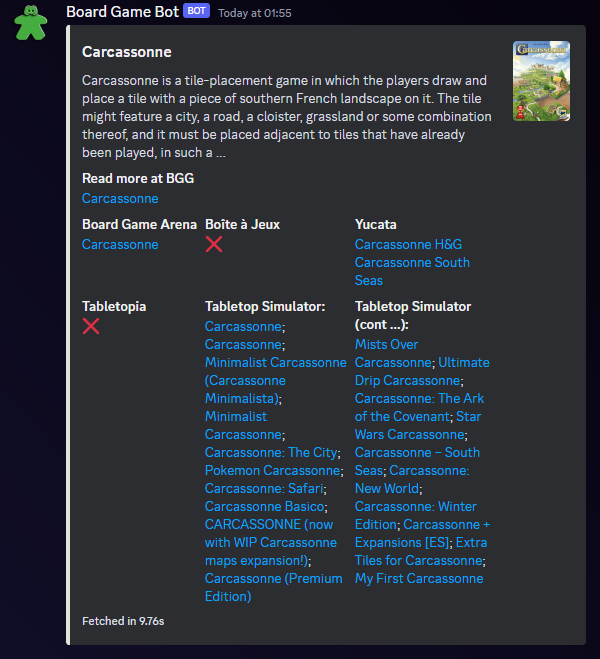 Board Game Bot BOT Today at 01:55
Carcassonne
Carcassonne
Carcassonne is a tile-placement game in which the players draw and
place a tile with a piece of southern French landscape on it. The tile
might feature a city, a road, a cloister, grassland or some combination
thereof, and it must be placed adjacent to tiles that have already
been played, in such a ...
Read more at BGG
Carcassonne
Board Game Arena
Carcassonne
Boîte à Jeux
Yucata
Carcassonne H&G
Carcassonne South
Seas
Tabletopia
Tabletop Simulator:
Carcassonne;
Carcassonne;
Minimalist Carcassonne
(Carcassonne
Minimalista);
Minimalist
Carcassonne;
Carcassonne: The City;
Pokemon Carcassonne;
Carcassonne: Safari;
Carcassonne Basico;
CARCASSONNE (now
with WIP Carcassonne
maps expansion!);
Carcassonne (Premium
Edition)
Tabletop Simulator
(cont ...):
Mists Over
Carcassonne; Ultimate
Drip Carcassonne;
Carcassonne: The Ark
of the Covenant; Star
Wars Carcassonne;
Carcassonne – South
Seas; Carcassonne:
New World;
Carcassonne: Winter
Edition; Carcassonne +
Expansions [ES]; Extra
Tiles for Carcassonne;
My First Carcassonne
Fetched in 9.76s